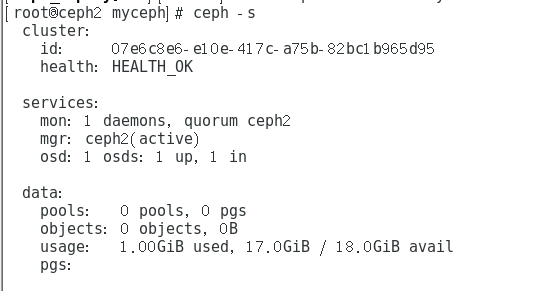 [root@ceph2 myceph]# ceph -s
cluster:
id: 07e6c8e6-e10e-417c-a75b-82bc1b965d95
health: HEALTH_OK
services:
mon: 1 daemons, quorum ceph2
mgr: ceph2(active)
osd: 1 osds: 1 up, 1 in
data:
pools: 0 pools, 0 pgs
objects: 0 objects, 0B
usage: 1.00GiB used, 17.0GiB / 18.0GiB avail
pgs: